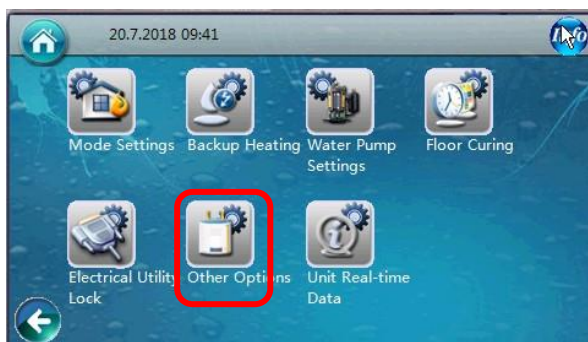 20.7.2018 09:41
Info
Mode Settings
Backup Heating
Water Pump
Settings
Floor Curing
Electrical Utility
Lock
Other Options
Unit Real-time
Data